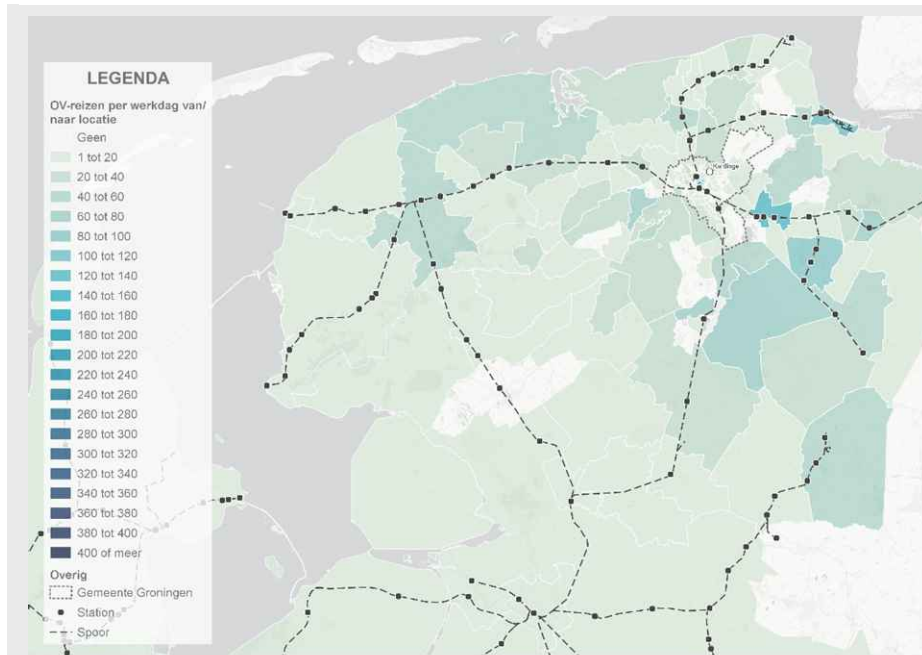 LEGENDA
OV-reizen per werkdag van/
naar locatie
Geen
1 tot 20
20 tot 40
40 tot 60
60 tot 80
80 tot 100
100 tot 120
120 tot 140
140 tot 160
160 tot 180
180 tot 200
200 tot 220
220 tot 240
240 tot 260
260 tot 280
280 tot 300
300 tot 320
320 tot 340
340 tot 360
360 tot 380
380 tot 400
400 of meer
Overig
Gemeente Groningen
Station
Spoor